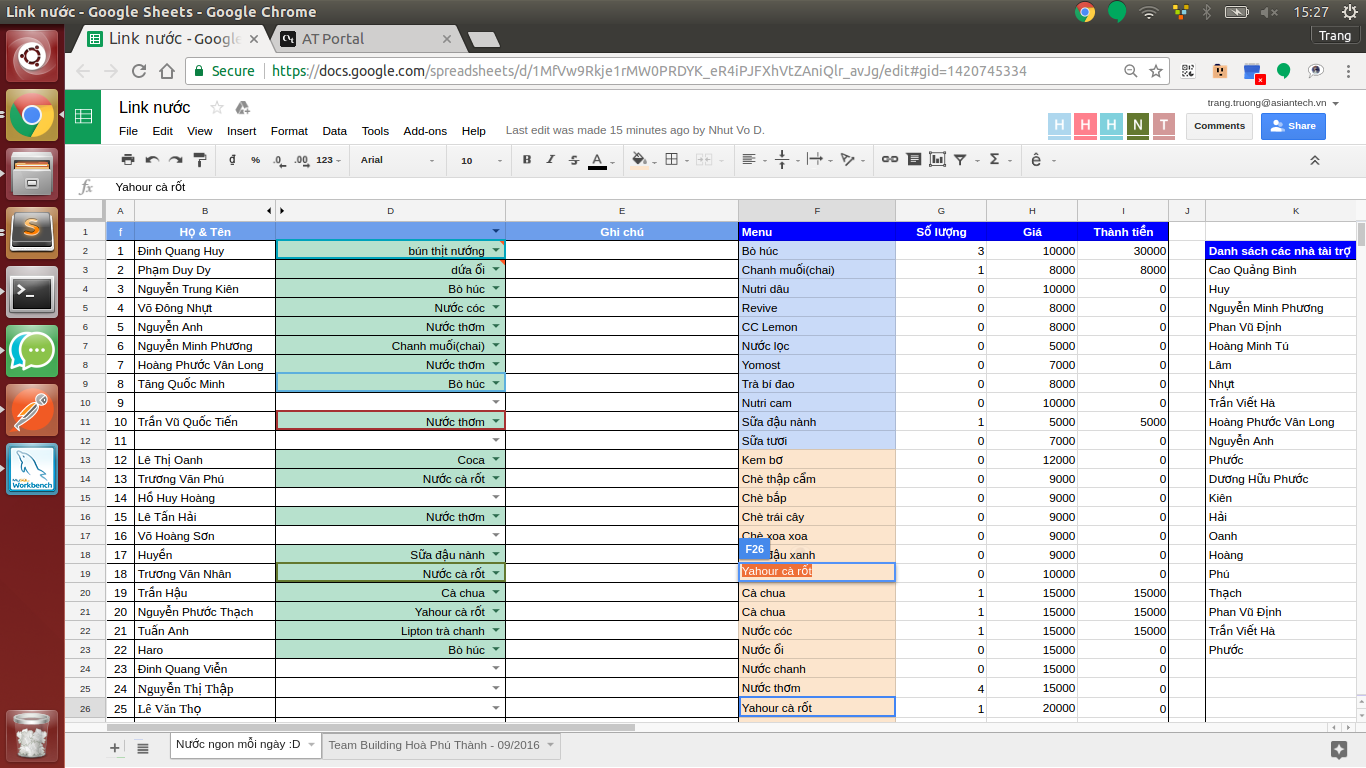 Link nước - Google Sheets - Google Chrome 15:27
Link nước - Google AT Portal Trang
Secure https://docs.google.com/spreadsheets/d/1MfVw9Rkje1rMW0PRDYK_eR4iPJFXhVtZAniQlr_avJg/edit#gid=1420745334
Link nước trang.truong@asiantech.vn
File Edit View Insert Format Data Tools Add-ons Help Last edit was made 15 minutes ago by Nhut Vo D. H H H N T Comments Share
₫ % .0 .00 123 Arial 10 B I S A Σ ê
fx Yahour cà rốt
A B D E F G H I J K
1 f Họ & Tên Ghi chú Menu Số lượng Giá Thành tiền
2 1 Đinh Quang Huy bún thịt nướng Bò húc 3 10000 30000 Danh sách các nhà tài trợ
3 2 Phạm Duy Dy dứa ổi Chanh muối(chai) 1 8000 8000 Cao Quảng Bình
4 3 Nguyễn Trung Kiên Bò húc Nutri dâu 0 10000 0 Huy
5 4 Võ Đông Nhựt Nước cóc Revive 0 8000 0 Nguyễn Minh Phương
6 5 Nguyễn Anh Nước thơm CC Lemon 0 8000 0 Phan Vũ Định
7 6 Nguyễn Minh Phương Chanh muối(chai) Nước lọc 0 5000 0 Hoàng Minh Tú
8 7 Hoàng Phước Vân Long Nước thơm Yomost 0 7000 0 Lâm
9 8 Tăng Quốc Minh Bò húc Trà bí đao 0 8000 0 Nhựt
10 9 Nutri cam 0 10000 0 Trần Viết Hà
11 10 Trần Vũ Quốc Tiến Nước thơm Sữa đậu nành 1 5000 5000 Hoàng Phước Vân Long
12 11 Sữa tươi 0 7000 0 Nguyễn Anh
13 12 Lê Thị Oanh Coca Kem bơ 0 12000 0 Phước
14 13 Trương Văn Phú Nước cà rốt Chè thập cẩm 0 9000 0 Dương Hữu Phước
15 14 Hồ Huy Hoàng Chè bắp 0 9000 0 Kiên
16 15 Lê Tấn Hải Nước thơm Chè trái cây 0 9000 0 Hải
17 16 Võ Hoàng Sơn Chè xoa xoa 0 9000 0 Oanh
18 17 Huyền Sữa đậu nành F26 đậu xanh 0 9000 0 Hoàng
19 18 Trương Văn Nhân Nước cà rốt Yahour cà rốt 0 10000 0 Phú
20 19 Trần Hậu Cà chua Cà chua 1 15000 15000 Thạch
21 20 Nguyễn Phước Thạch Yahour cà rốt Cà chua 1 15000 15000 Phan Vũ Định
22 21 Tuấn Anh Lipton trà chanh Nước cóc 1 15000 15000 Trần Viết Hà
23 22 Haro Bò húc Nước ổi 0 15000 0 Phước
24 23 Đinh Quang Viễn Nước chanh 0 15000 0
25 24 Nguyễn Thị Thập Nước thơm 4 15000 0
26 25 Lê Văn Thọ Yahour cà rốt 1 20000 0
Nước ngon mỗi ngày :D Team Building Hoà Phú Thành - 09/2016